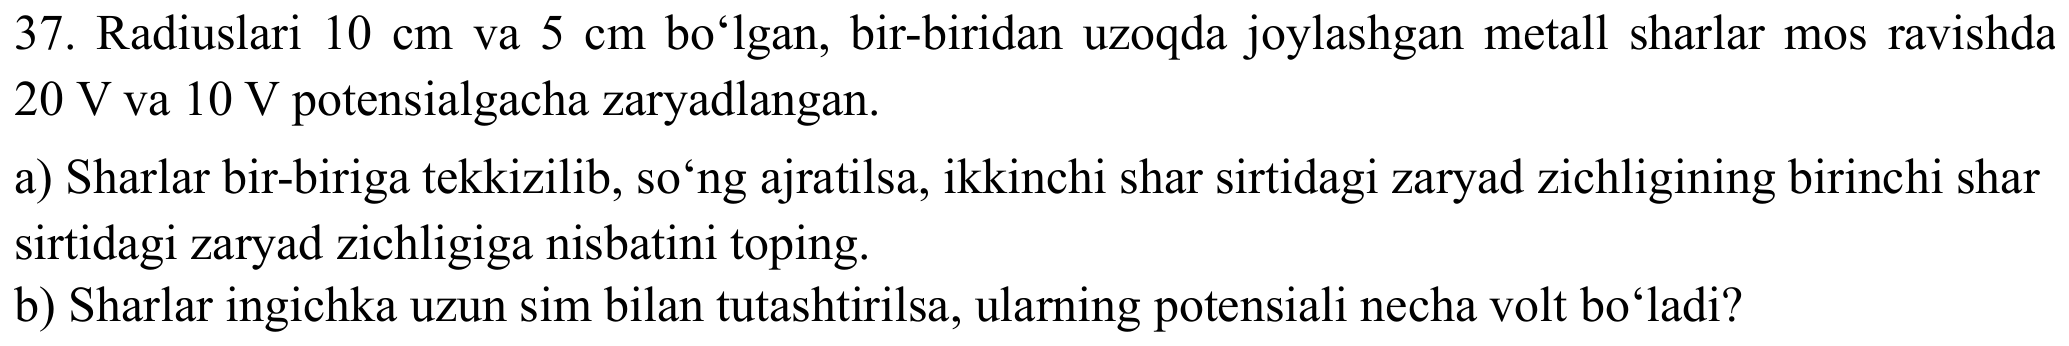 37. Radiuslari 10 cm va 5 cm bo‘lgan, bir-biridan uzoqda joylashgan metall sharlar mos ravishda
20 V va 10 V potensialgacha zaryadlangan.
a) Sharlar bir-biriga tekkizilib, so‘ng ajratilsa, ikkinchi shar sirtidagi zaryad zichligining birinchi shar
sirtidagi zaryad zichligiga nisbatini toping.
b) Sharlar ingichka uzun sim bilan tutashtirilsa, ularning potensiali necha volt bo‘ladi?